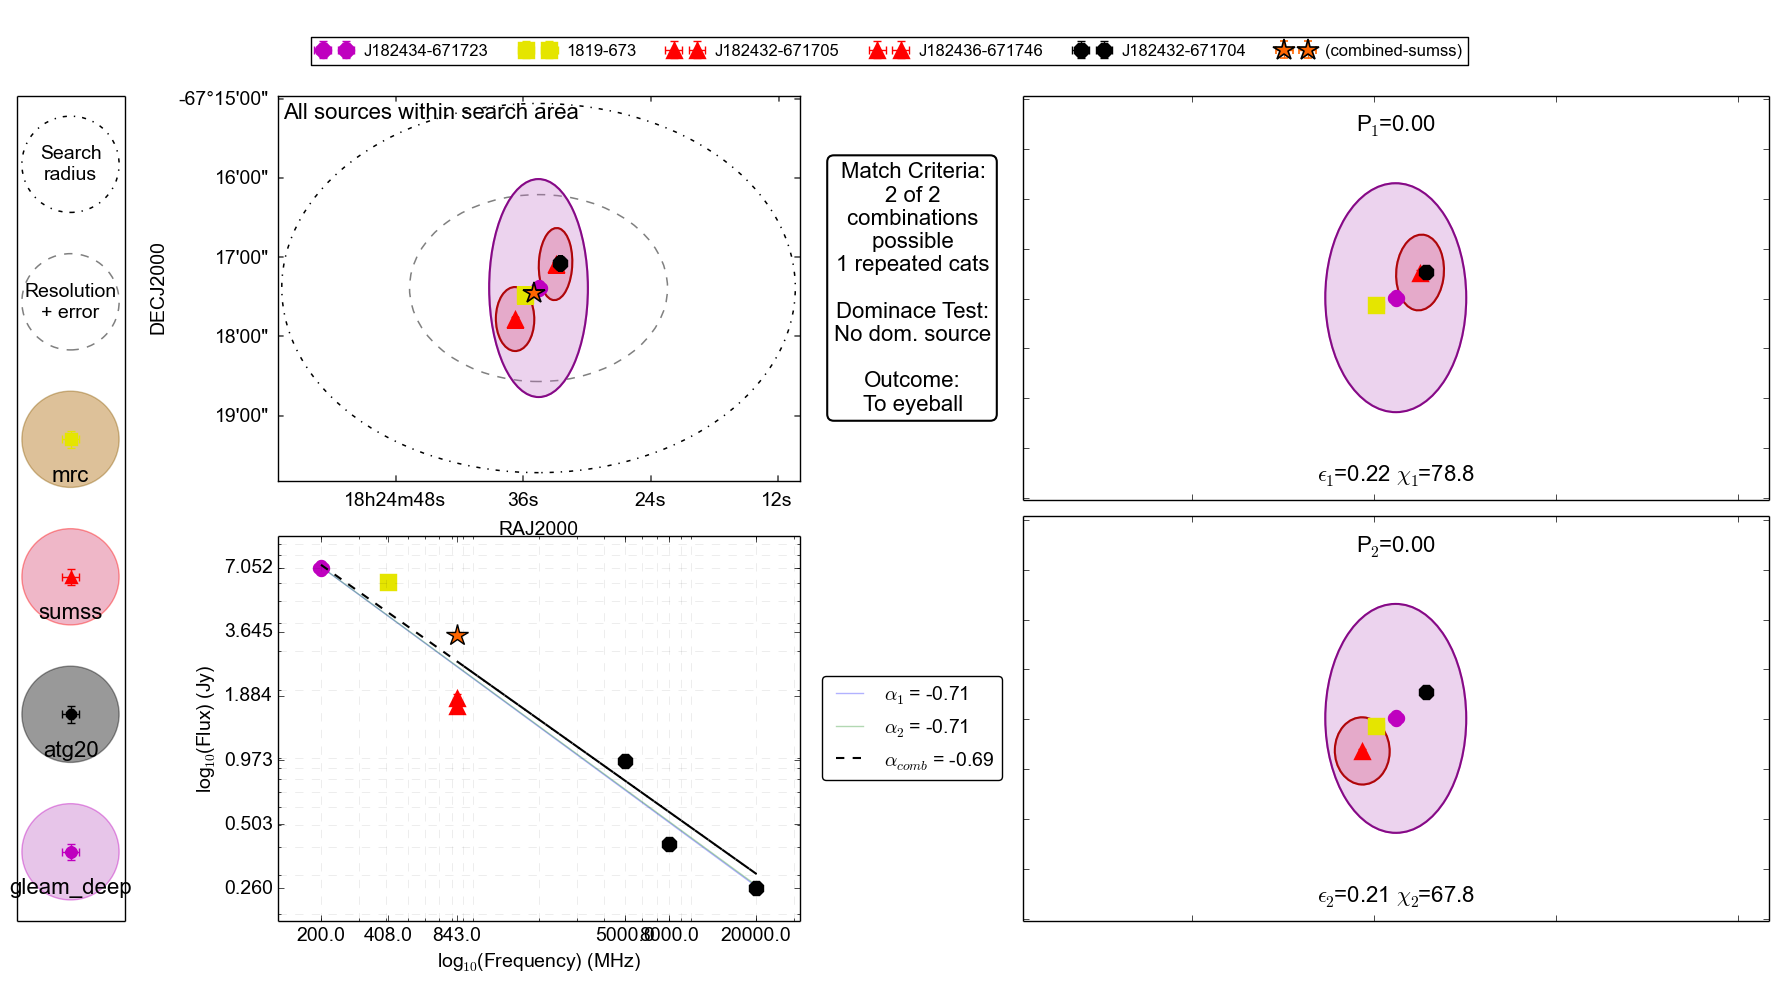 J182434-671723 1819-673 J182432-671705 J182436-671746 J182432-671704 (combined-sumss)
Search
radius
Resolution
+ error
mrc
sumss
atg20
gleam_deep
All sources within search area
DECJ2000
-67°15'00"
16'00"
17'00"
18'00"
19'00"
18h24m48s 36s 24s 12s
RAJ2000
Match Criteria:
2 of 2
combinations
possible
1 repeated cats
Dominace Test:
No dom. source
Outcome:
To eyeball
P₁=0.00
ϵ₁=0.22 χ₁=78.8
log₁₀(Flux) (Jy)
7.052
3.645
1.884
0.973
0.503
0.260
200.0 408.0 843.0 5000.0 8000.0 20000.0
log₁₀(Frequency) (MHz)
α₁ = -0.71
α₂ = -0.71
α_comb = -0.69
P₂=0.00
ϵ₂=0.21 χ₂=67.8